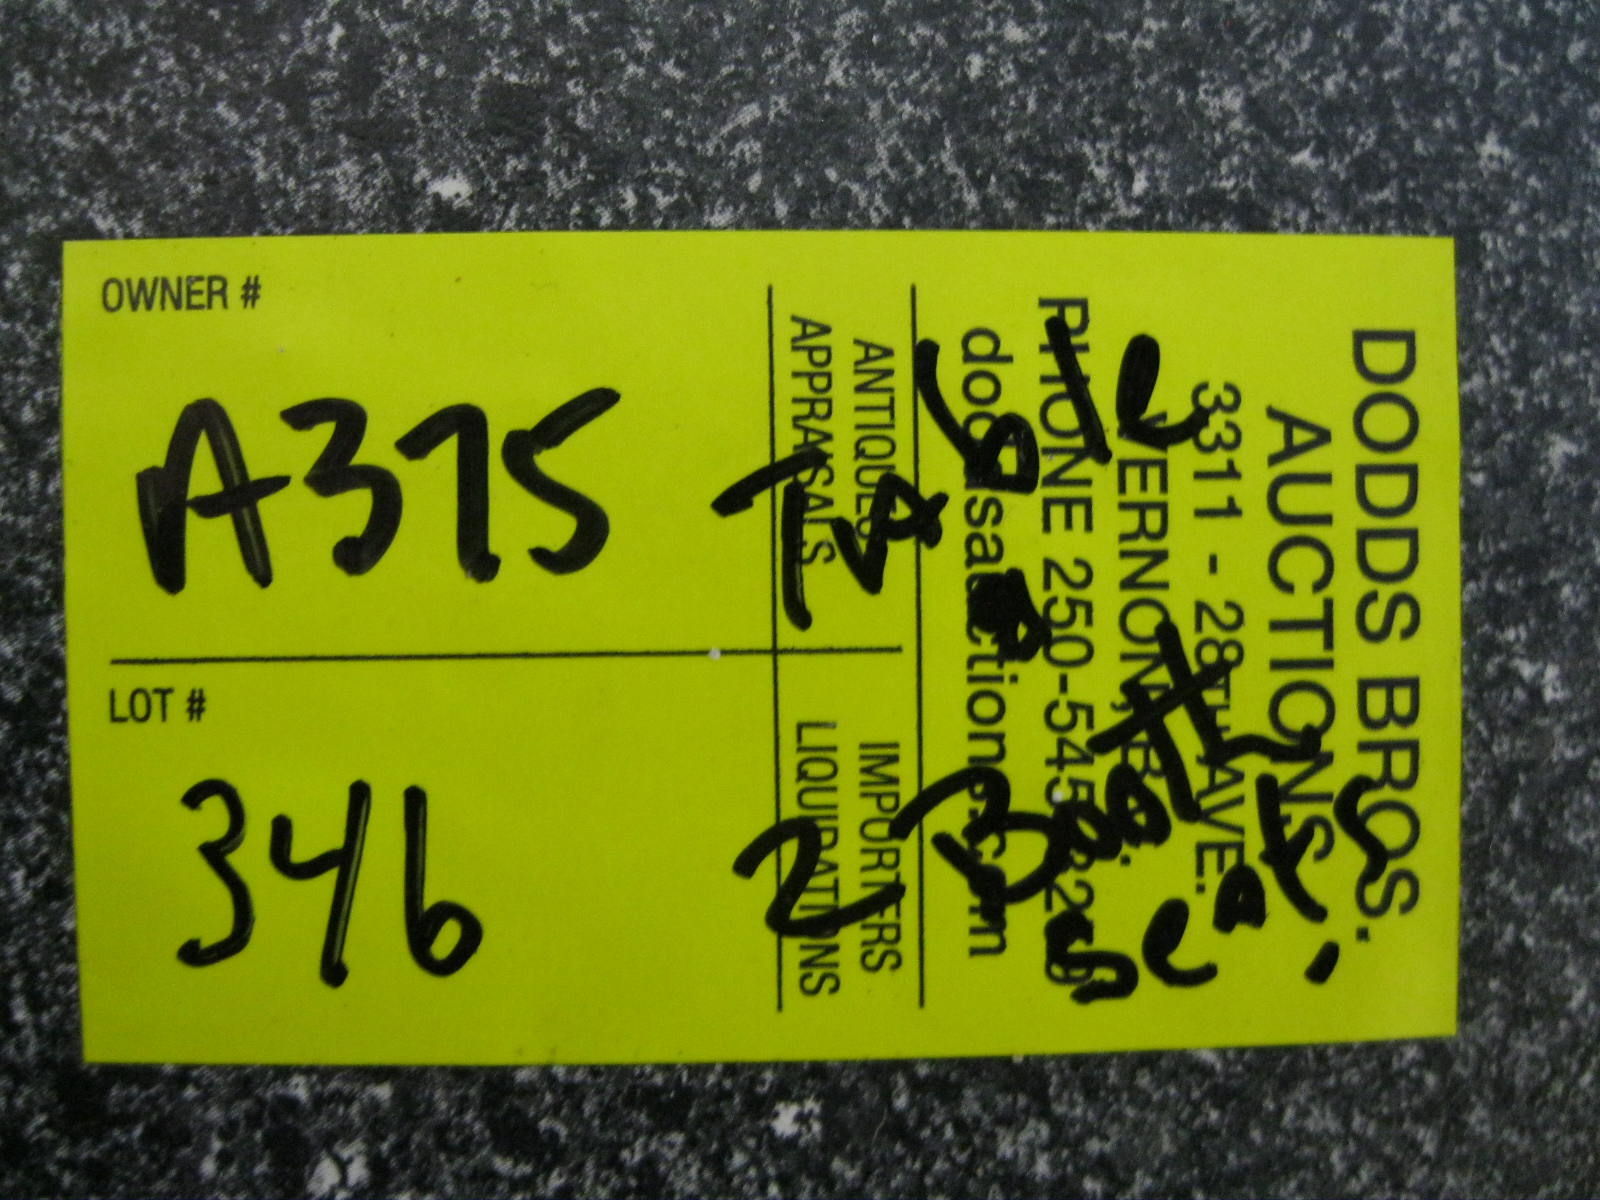 OWNER #
A375
LOT #
346
DODDS BROS.
AUCTIONS
3311 - 28TH AVE.
VERNON, B.C.
PHONE 250-545-3259
doddsauctions.com
ANTIQUES
IMPORTERS
APPRAISALS
LIQUIDATIONS
Table
2 Booth
seats.